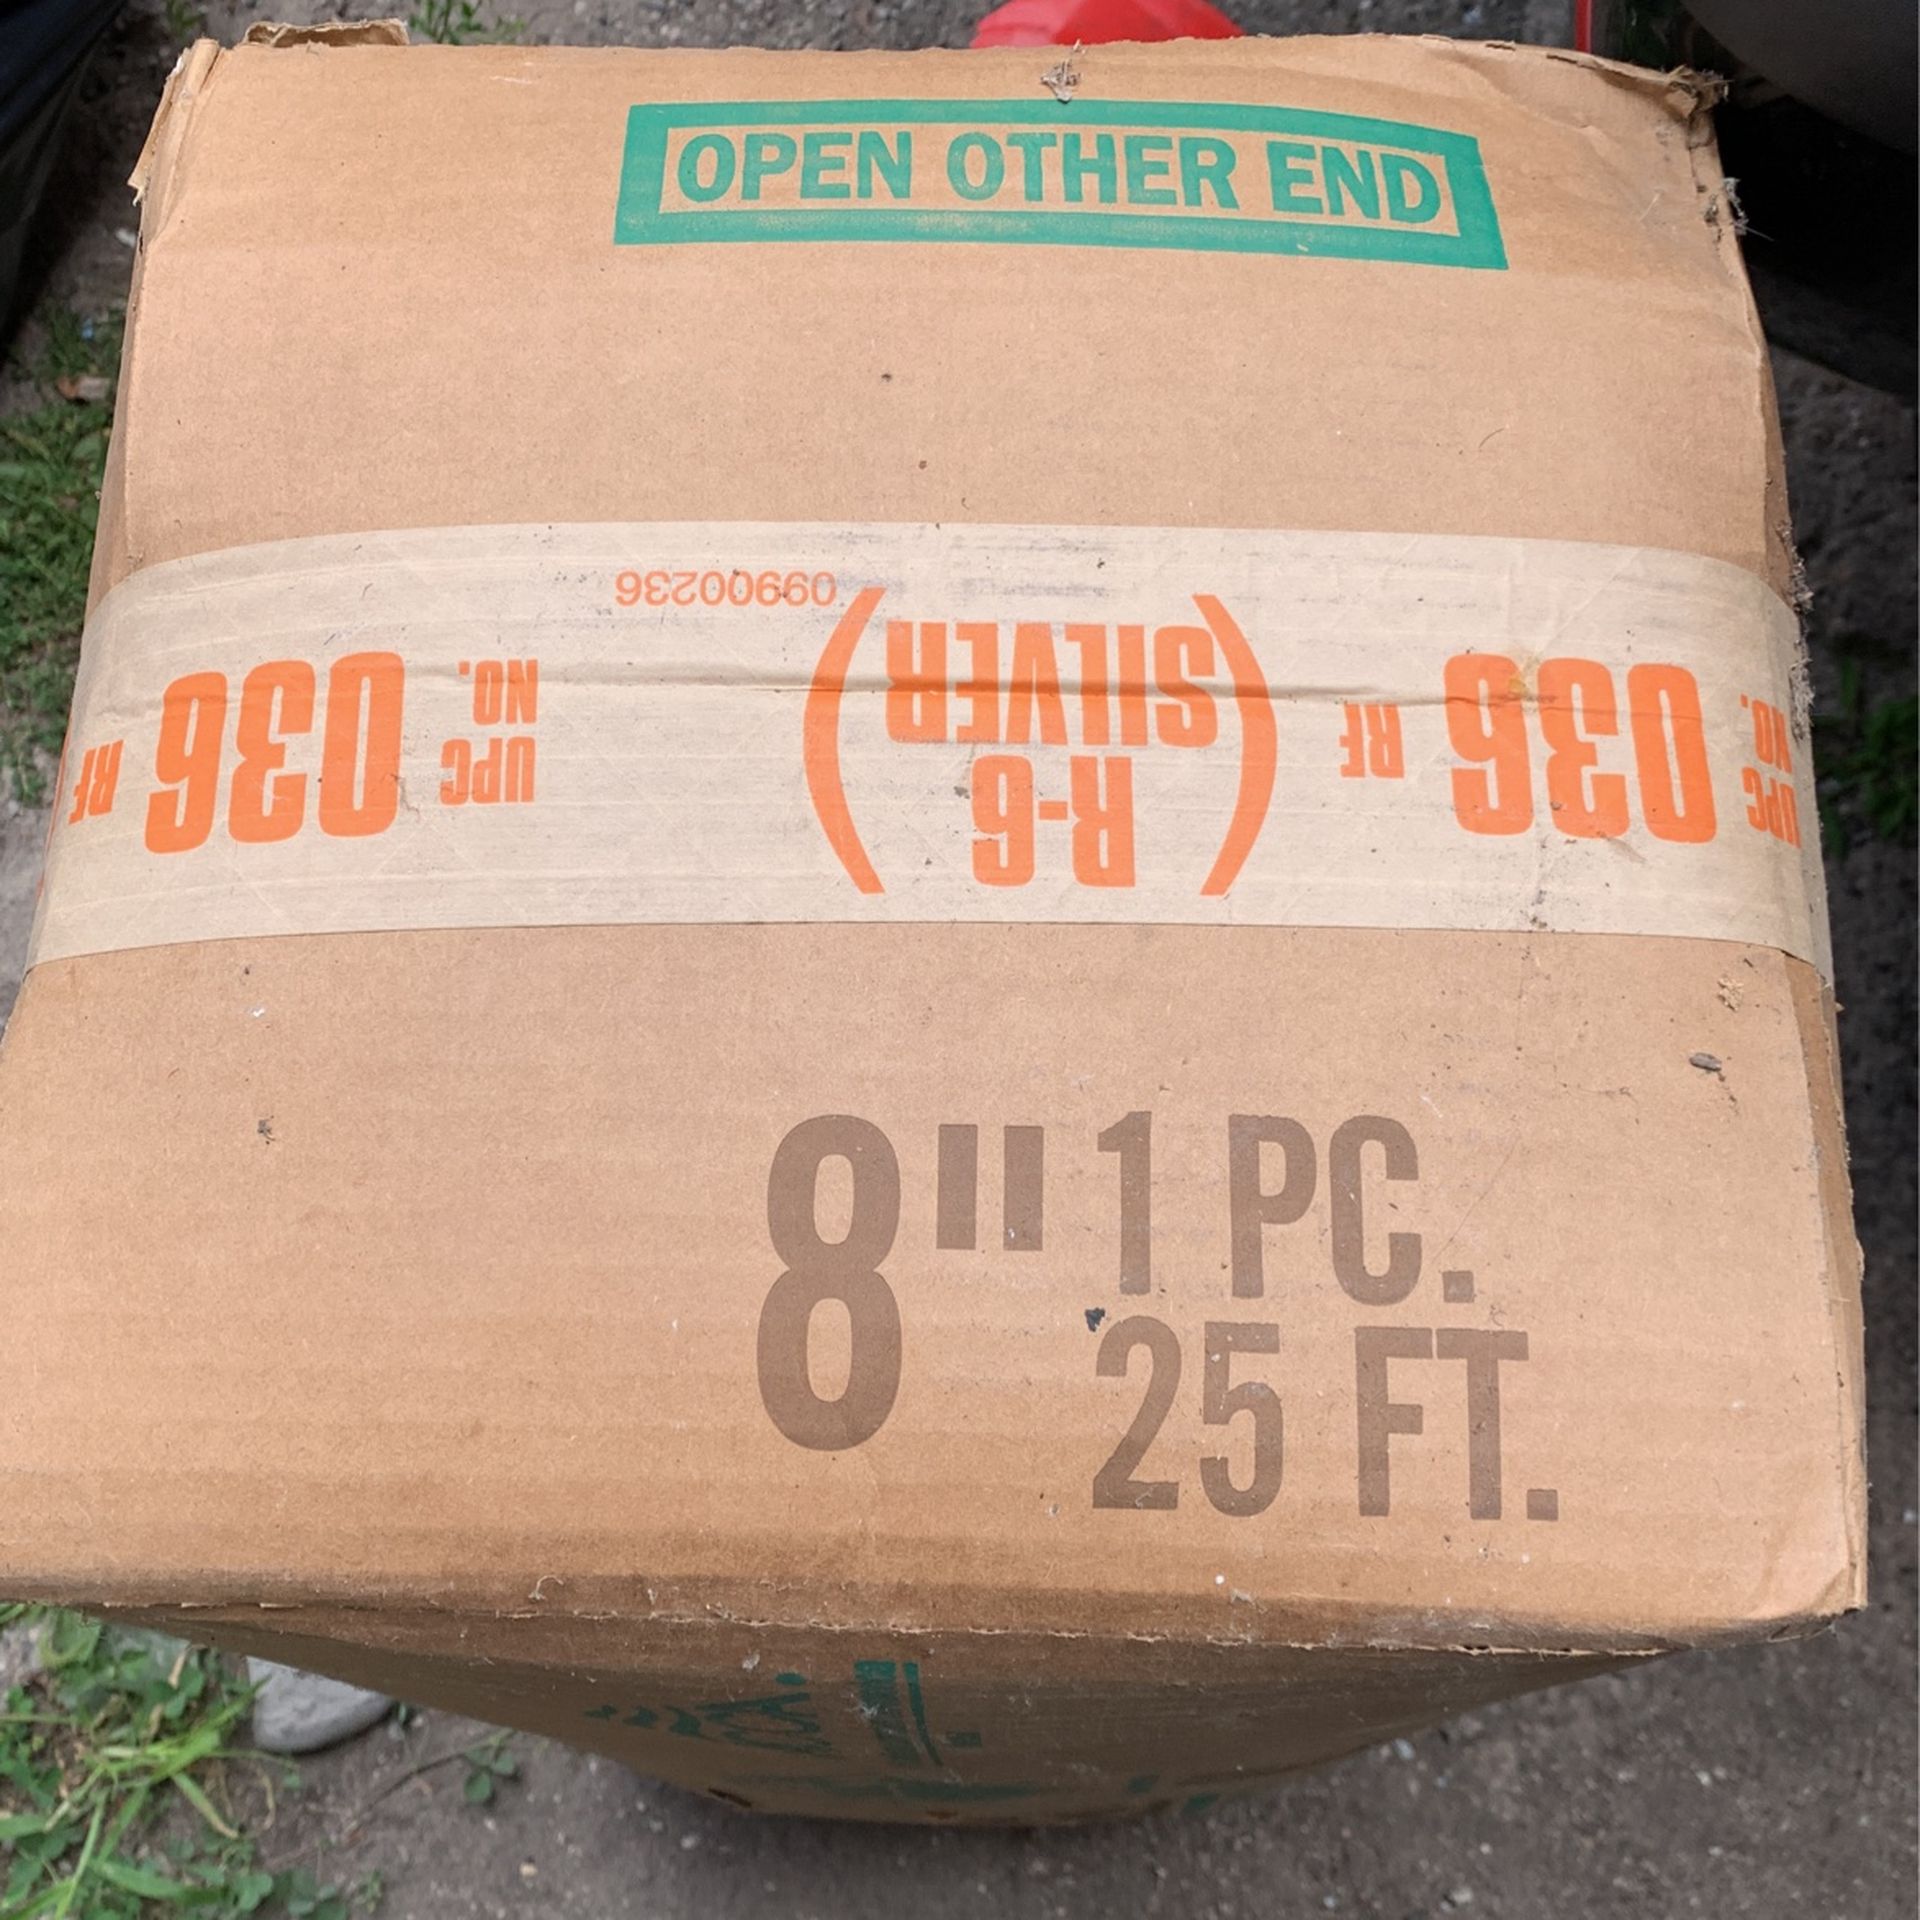 OPEN OTHER END
09900236
UPC NO. 036 RF
(R-6 SILVER)
UPC NO. 036 RF
8" 1 PC.
25 FT.